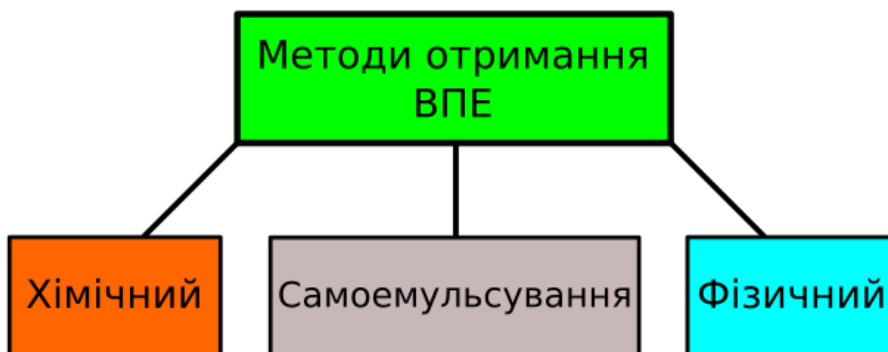 Методи отримання
ВПЕ
Хімічний
Самоемульсування
Фізичний